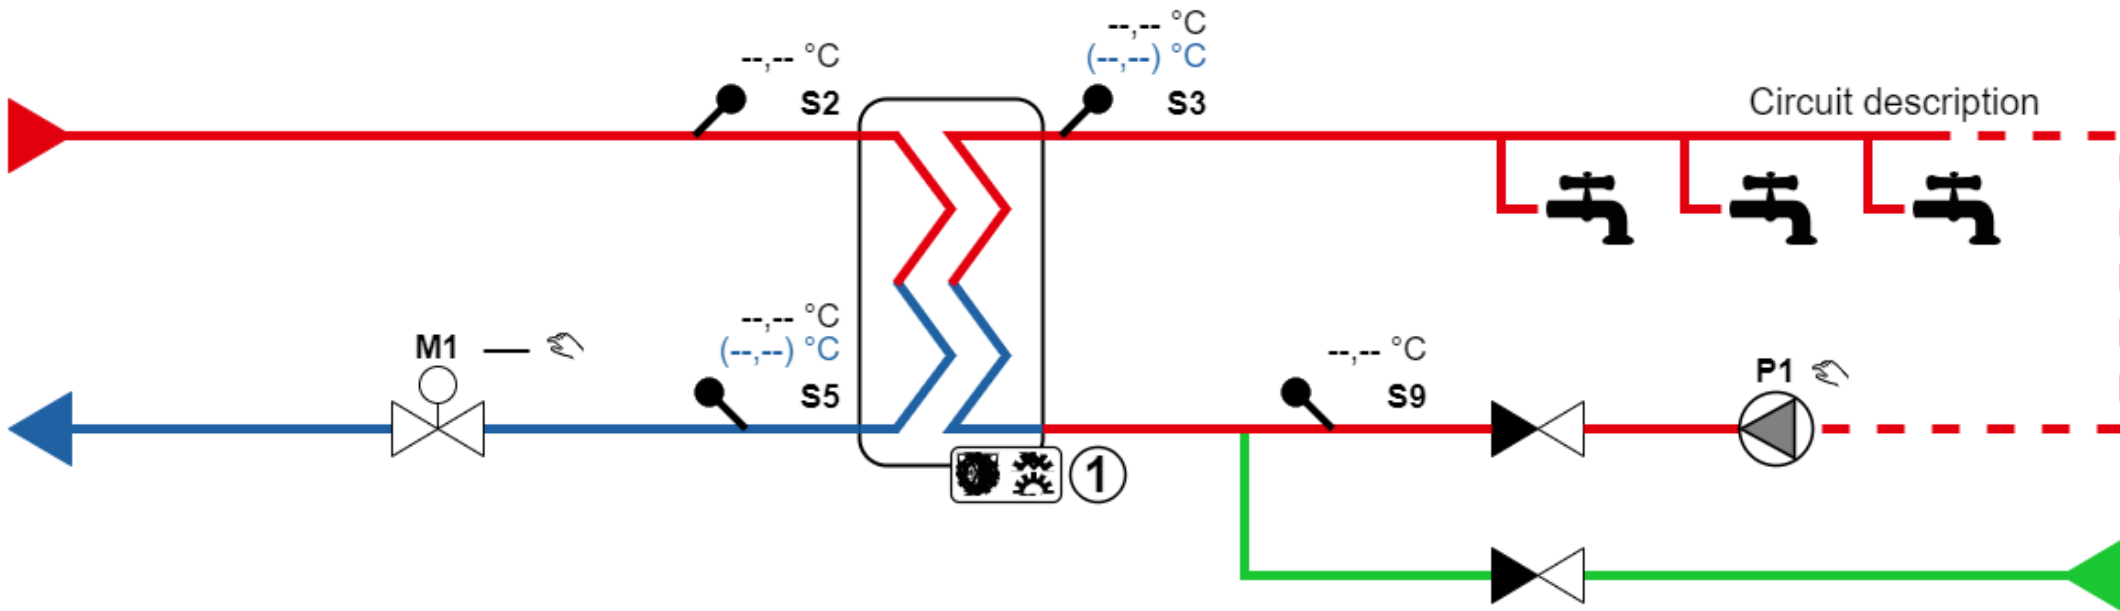 --,-- °C
(--,--) °C
--,-- °C
S2
S3
Circuit description
--,-- °C
(--,--) °C
S5
M1
--,-- °C
S9
P1
1